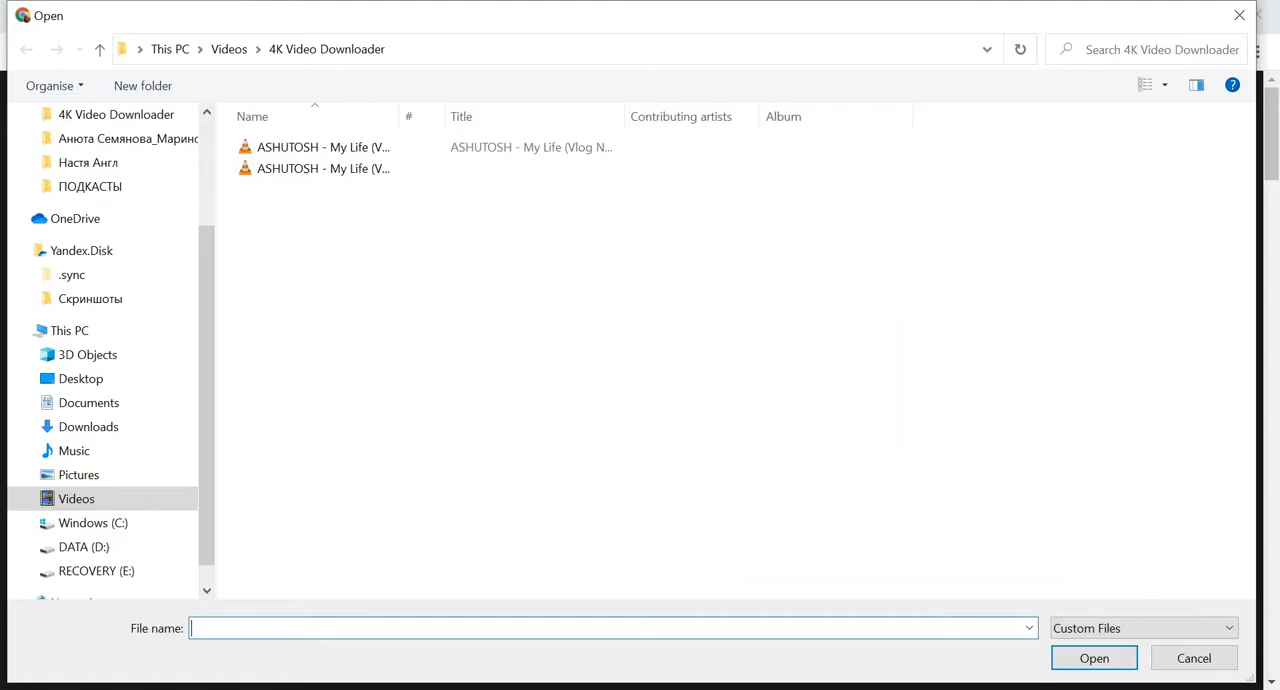 Open
This PC Videos 4K Video Downloader
Search 4K Video Downloader
Organise New folder
4K Video Downloader
Анюта Семянова_Марино
Настя Англ
ПОДКАСТЫ
OneDrive
Yandex.Disk
.sync
Скриншоты
This PC
3D Objects
Desktop
Documents
Downloads
Music
Pictures
Videos
Windows (C:)
DATA (D:)
RECOVERY (E:)
Name # Title Contributing artists Album
ASHUTOSH - My Life (V... ASHUTOSH - My Life (Vlog N...
ASHUTOSH - My Life (V...
File name:
Custom Files
Open Cancel